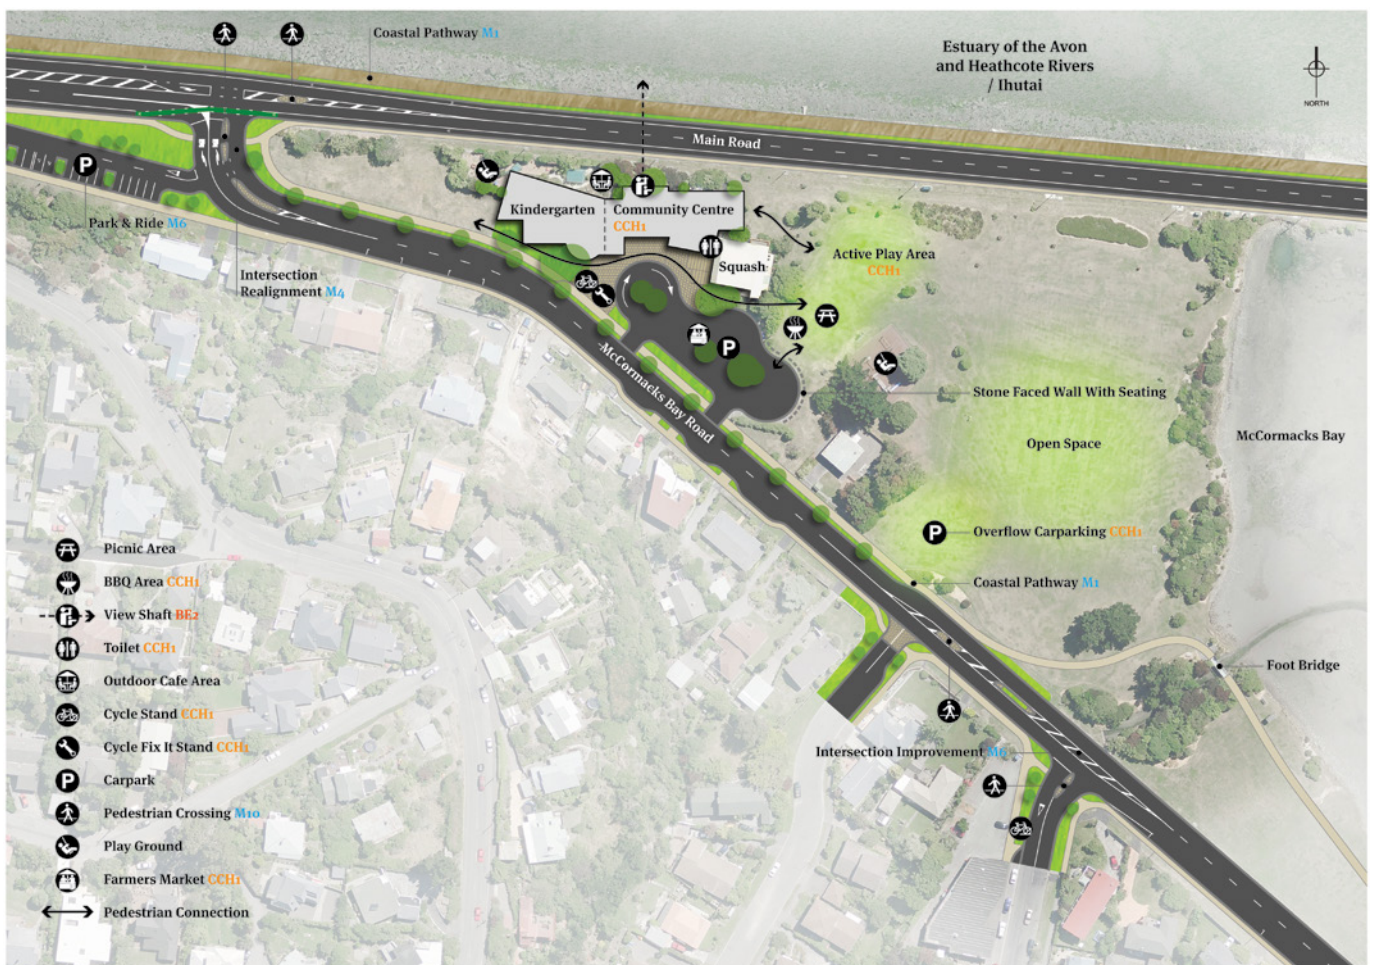 Coastal Pathway M1
Estuary of the Avon
and Heathcote Rivers
/ Ihutai
NORTH
Main Road
P
Park & Ride M6
Kindergarten
Community Centre
CCH1
Squash
Active Play Area
CCH1
Intersection
Realignment M4
P
McCormacks Bay Road
Stone Faced Wall With Seating
Open Space
McCormacks Bay
P
Overflow Carparking CCH1
Coastal Pathway M1
Foot Bridge
Intersection Improvement M6
Picnic Area
BBQ Area CCH1
View Shaft BE2
Toilet CCH1
Outdoor Cafe Area
Cycle Stand CCH1
Cycle Fix It Stand CCH1
P
Carpark
Pedestrian Crossing M10
Play Ground
Farmers Market CCH1
Pedestrian Connection